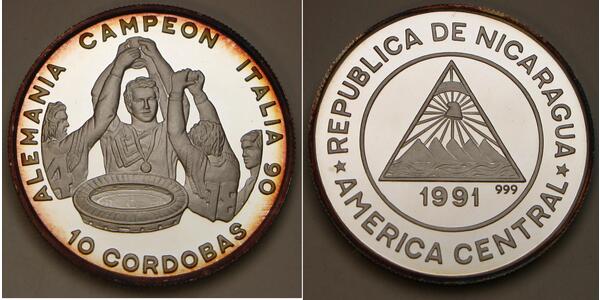 ALEMANIA CAMPEON ITALIA 90
10 CORDOBAS
REPUBLICA DE NICARAGUA
1991 999
★ AMERICA CENTRAL ★